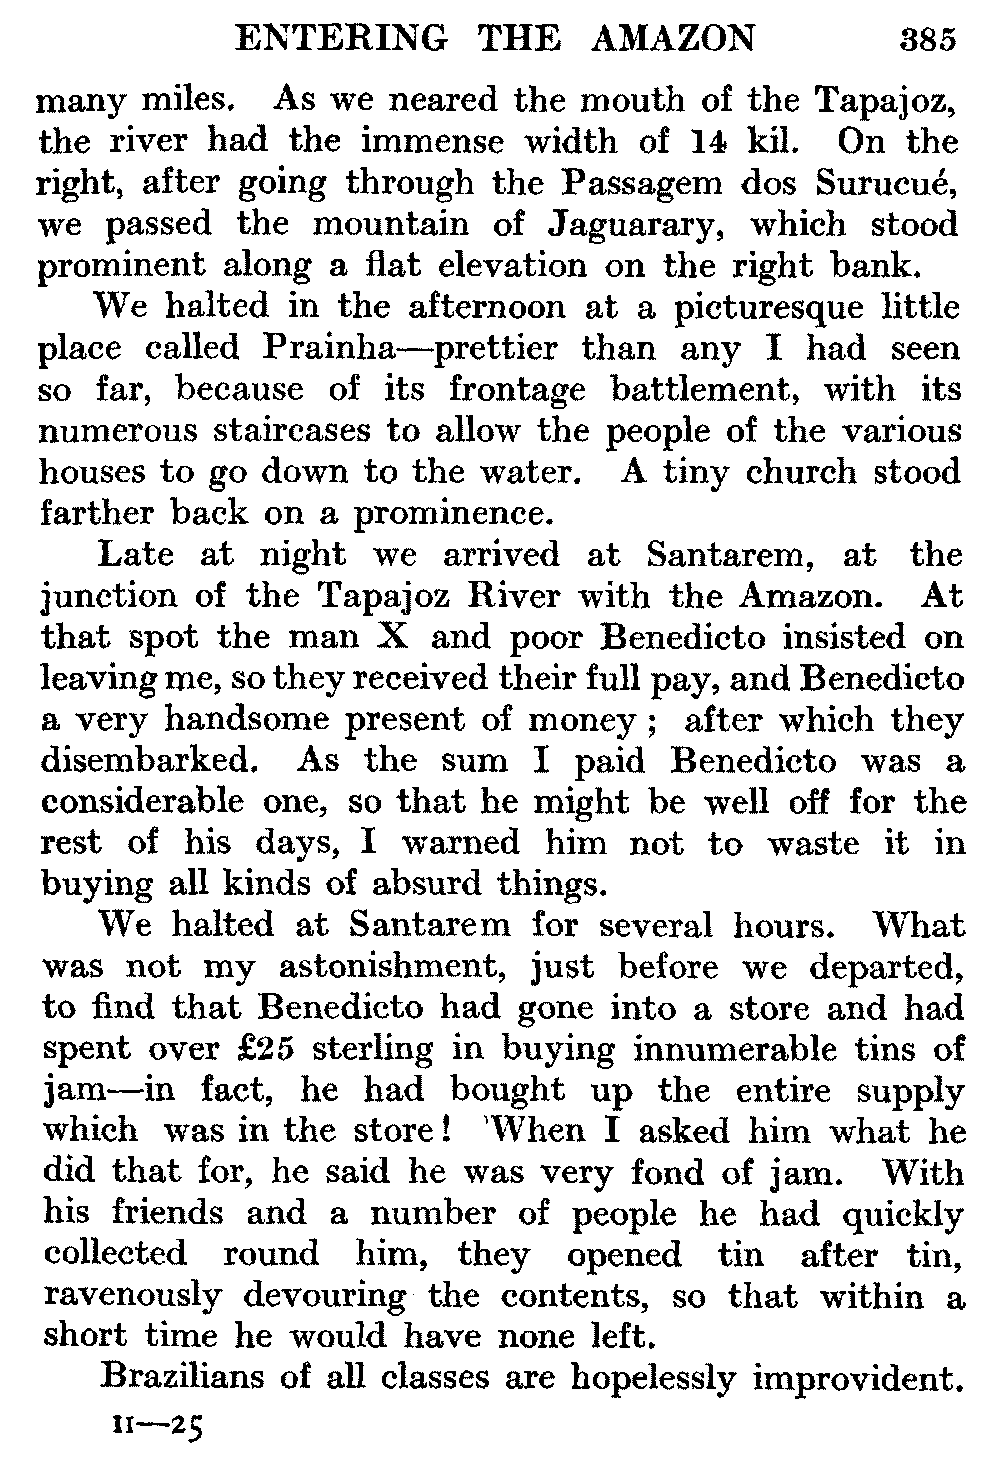 ENTERING THE AMAZON 385
many miles. As we neared the mouth of the Tapajoz,
the river had the immense width of 14 kil. On the
right, after going through the Passagem dos Surucué,
we passed the mountain of Jaguarary, which stood
prominent along a flat elevation on the right bank.
We halted in the afternoon at a picturesque little
place called Prainha—prettier than any I had seen
so far, because of its frontage battlement, with its
numerous staircases to allow the people of the various
houses to go down to the water. A tiny church stood
farther back on a prominence.
Late at night we arrived at Santarem, at the
junction of the Tapajoz River with the Amazon. At
that spot the man X and poor Benedicto insisted on
leaving me, so they received their full pay, and Benedicto
a very handsome present of money; after which they
disembarked. As the sum I paid Benedicto was a
considerable one, so that he might be well off for the
rest of his days, I warned him not to waste it in
buying all kinds of absurd things.
We halted at Santarem for several hours. What
was not my astonishment, just before we departed,
to find that Benedicto had gone into a store and had
spent over £25 sterling in buying innumerable tins of
jam—in fact, he had bought up the entire supply
which was in the store! 'When I asked him what he
did that for, he said he was very fond of jam. With
his friends and a number of people he had quickly
collected round him, they opened tin after tin,
ravenously devouring the contents, so that within a
short time he would have none left.
Brazilians of all classes are hopelessly improvident.
II—25